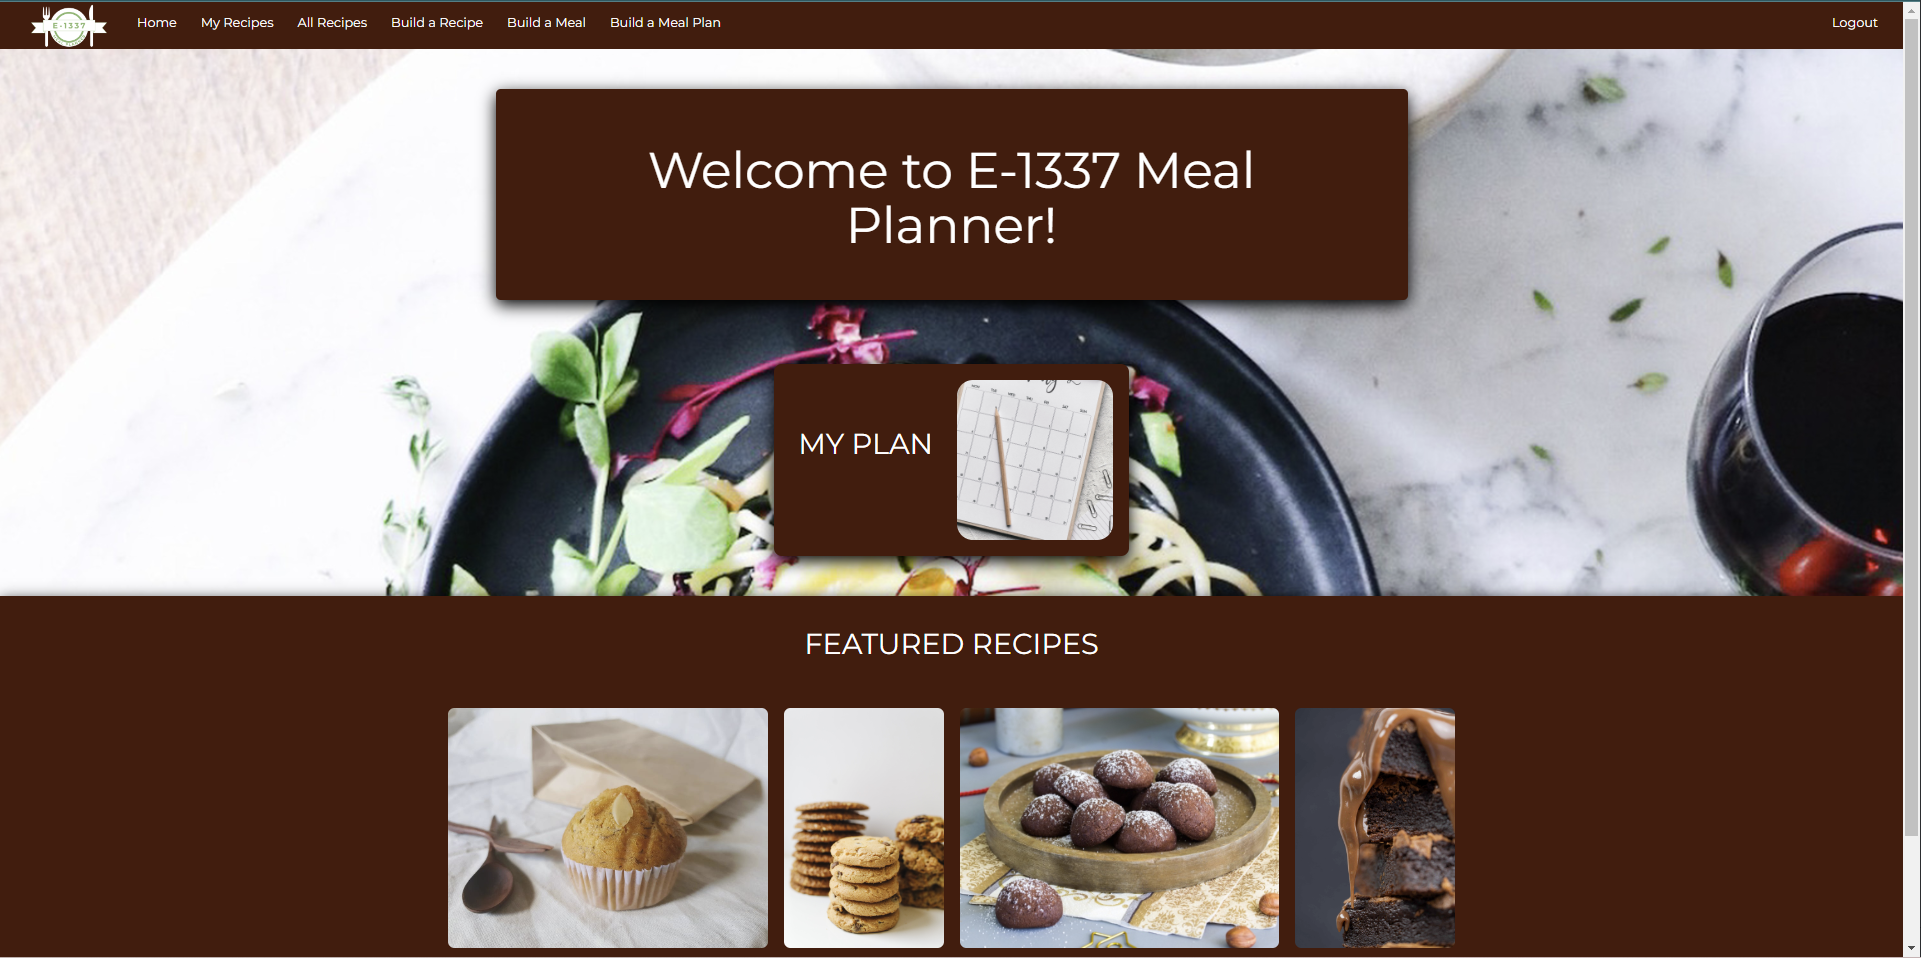 E-1337
Home
My Recipes
All Recipes
Build a Recipe
Build a Meal
Build a Meal Plan
Logout
Welcome to E-1337 Meal
Planner!
MY PLAN
FEATURED RECIPES